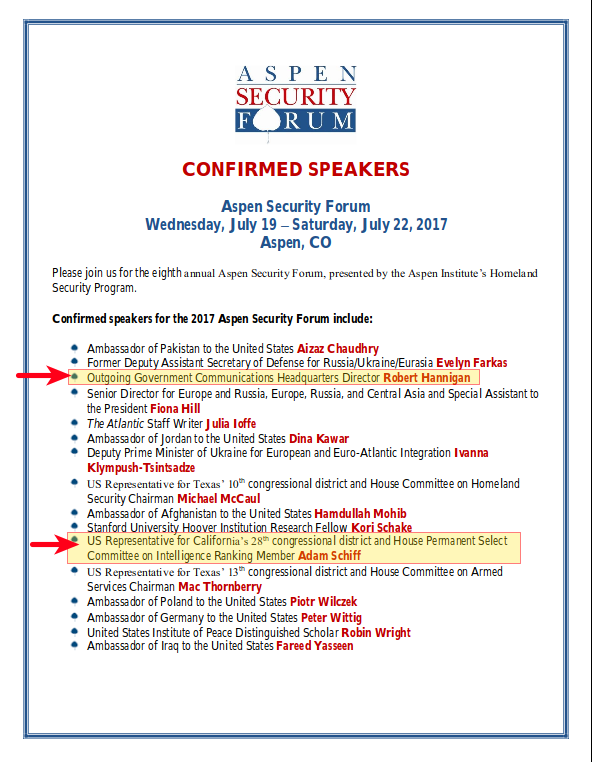 ASPEN
SECURITY
FORUM
CONFIRMED SPEAKERS
Aspen Security Forum
Wednesday, July 19 – Saturday, July 22, 2017
Aspen, CO
Please join us for the eighth annual Aspen Security Forum, presented by the Aspen Institute's Homeland
Security Program.
Confirmed speakers for the 2017 Aspen Security Forum include:
Ambassador of Pakistan to the United States Aizaz Chaudhry
Former Deputy Assistant Secretary of Defense for Russia/Ukraine/Eurasia Evelyn Farkas
Outgoing Government Communications Headquarters Director Robert Hannigan
Senior Director for Europe and Russia, Europe, Russia, and Central Asia and Special Assistant to
the President Fiona Hill
The Atlantic Staff Writer Julia Ioffe
Ambassador of Jordan to the United States Dina Kawar
Deputy Prime Minister of Ukraine for European and Euro-Atlantic Integration Ivanna
Klympush-Tsintsadze
US Representative for Texas' 10th congressional district and House Committee on Homeland
Security Chairman Michael McCaul
Ambassador of Afghanistan to the United States Hamdullah Mohib
Stanford University Hoover Institution Research Fellow Kori Schake
US Representative for California's 28th congressional district and House Permanent Select
Committee on Intelligence Ranking Member Adam Schiff
US Representative for Texas' 13th congressional district and House Committee on Armed
Services Chairman Mac Thornberry
Ambassador of Poland to the United States Piotr Wilczek
Ambassador of Germany to the United States Peter Wittig
United States Institute of Peace Distinguished Scholar Robin Wright
Ambassador of Iraq to the United States Fareed Yasseen